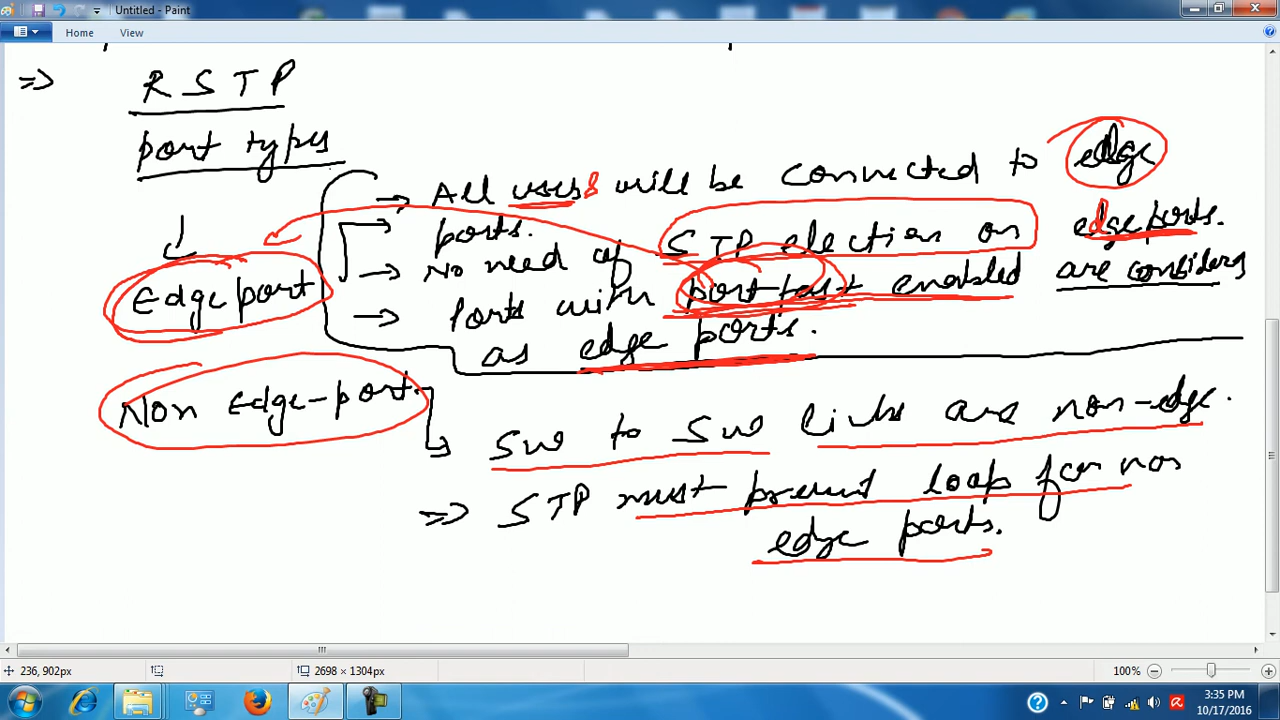 Untitled - Paint
Home View
=> RSTP
port types
→ All uses will be connected to edge
ports.
→ No need of STP election on edge ports.
→ Ports with port-fast enabled are considers
as edge ports.
Edge port
Non Edge-port
→ SW to SW links are non-edge.
=> STP must prevent loop for non
edge ports.
236, 902px
2698 × 1304px
100%
3:35 PM
10/17/2016